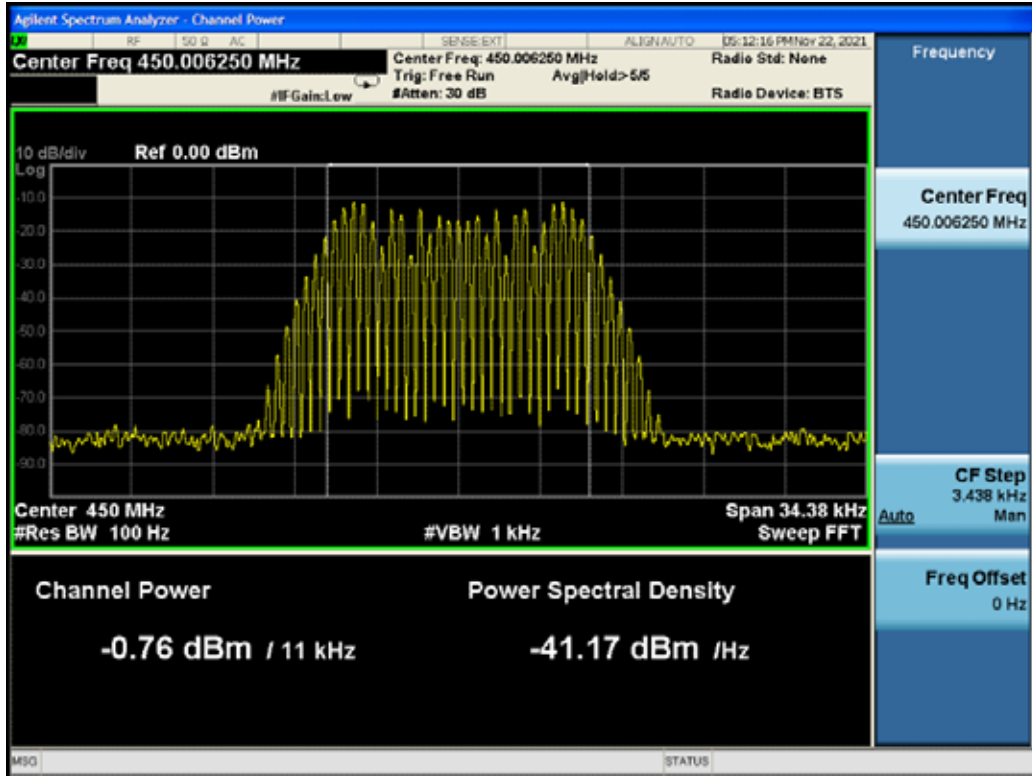 Agilent Spectrum Analyzer - Channel Power
RF 50 Ω AC SENSE:EXT ALIGNAUTO 05:12:16 PMNov 22, 2021
Center Freq 450.006250 MHz
Center Freq: 450.006250 MHz
Radio Std: None
Trig: Free Run Avg|Hold:>5/5
#IFGain:Low
#Atten: 30 dB
Radio Device: BTS
10 dB/div Ref 0.00 dBm
Log
-10.0
-20.0
-30.0
-40.0
-50.0
-60.0
-70.0
-80.0
-90.0
Center 450 MHz
Span 34.38 kHz
#Res BW 100 Hz
#VBW 1 kHz
Sweep FFT
Channel Power
Power Spectral Density
-0.76 dBm / 11 kHz
-41.17 dBm /Hz
Frequency
Center Freq
450.006250 MHz
CF Step
3.438 kHz
Auto Man
Freq Offset
0 Hz
MSG
STATUS